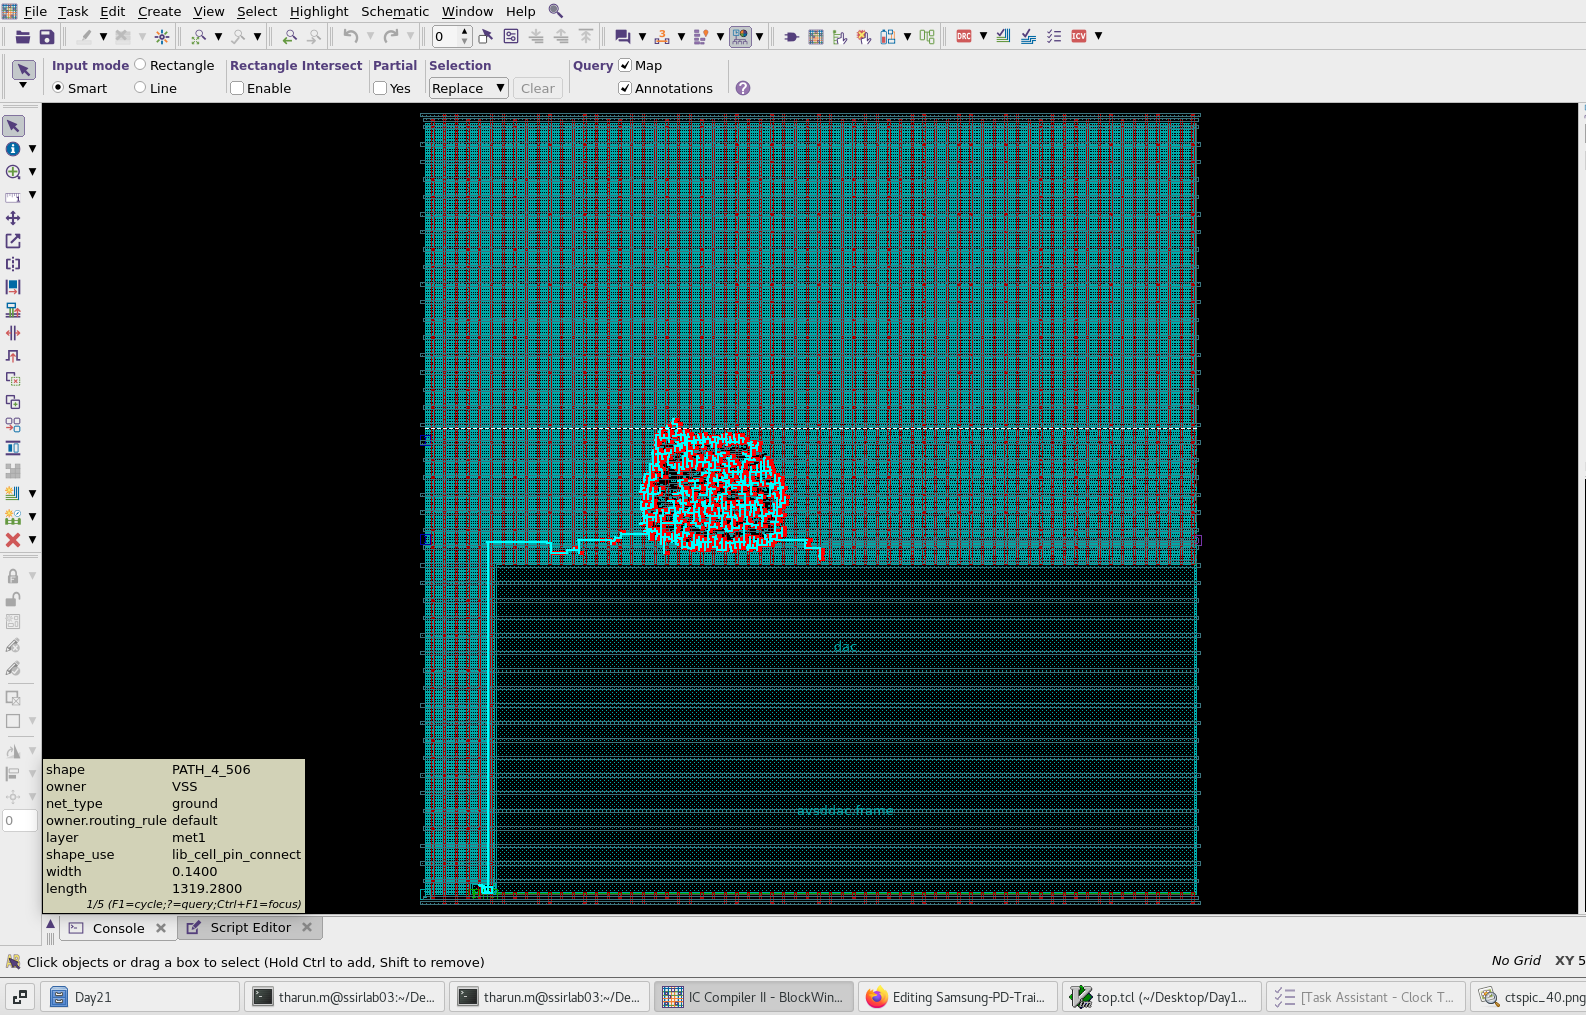 File Task Edit Create View Select Highlight Schematic Window Help
0
DRC ICV
Input mode Rectangle Rectangle Intersect Partial Selection Query Map
Smart Line Enable Yes Replace Clear Annotations
dac
avsddac.frame
shape PATH_4_506
owner VSS
net_type ground
owner.routing_rule default
layer met1
shape_use lib_cell_pin_connect
width 0.1400
length 1319.2800
1/5 (F1=cycle;?=query;Ctrl+F1=focus)
0
Console Script Editor
Click objects or drag a box to select (Hold Ctrl to add, Shift to remove) No Grid XY 5
Day21 tharun.m@ssirlab03:~/De... tharun.m@ssirlab03:~/De... IC Compiler II - BlockWin... Editing Samsung-PD-Trai... top.tcl (~/Desktop/Day1... [Task Assistant - Clock T... ctspic_40.png